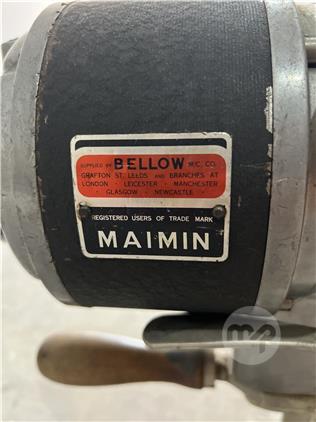 SUPPLIED BY BELLOW M/C. CO.
GRAFTON ST. LEEDS AND BRANCHES AT
LONDON - LEICESTER - MANCHESTER
- GLASGOW - NEWCASTLE -
REGISTERED USERS OF TRADE MARK
MAIMIN